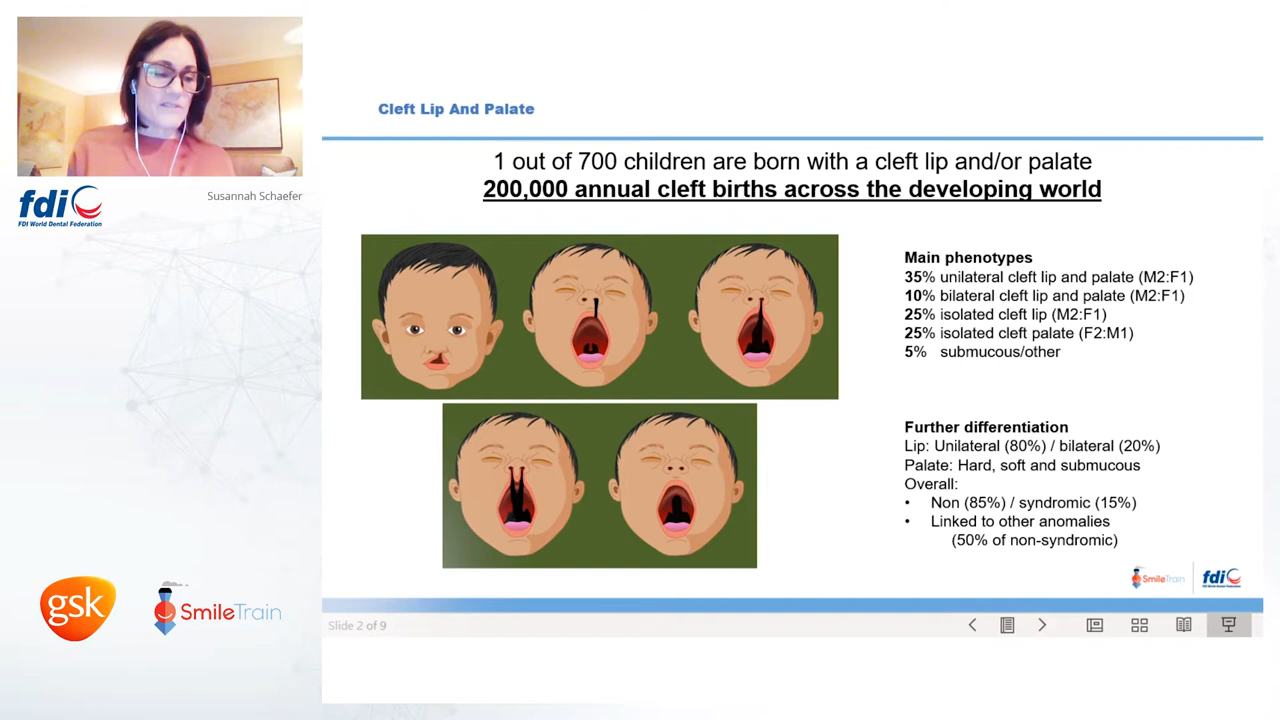 Cleft Lip And Palate
1 out of 700 children are born with a cleft lip and/or palate
200,000 annual cleft births across the developing world
fdi
FDI World Dental Federation
Susannah Schaefer
Main phenotypes
35% unilateral cleft lip and palate (M2:F1)
10% bilateral cleft lip and palate (M2:F1)
25% isolated cleft lip (M2:F1)
25% isolated cleft palate (F2:M1)
5% submucous/other
Further differentiation
Lip: Unilateral (80%) / bilateral (20%)
Palate: Hard, soft and submucous
Overall:
• Non (85%) / syndromic (15%)
• Linked to other anomalies
(50% of non-syndromic)
gsk
SmileTrain
SmileTrain
fdi
FDI World Dental Federation
Slide 2 of 9